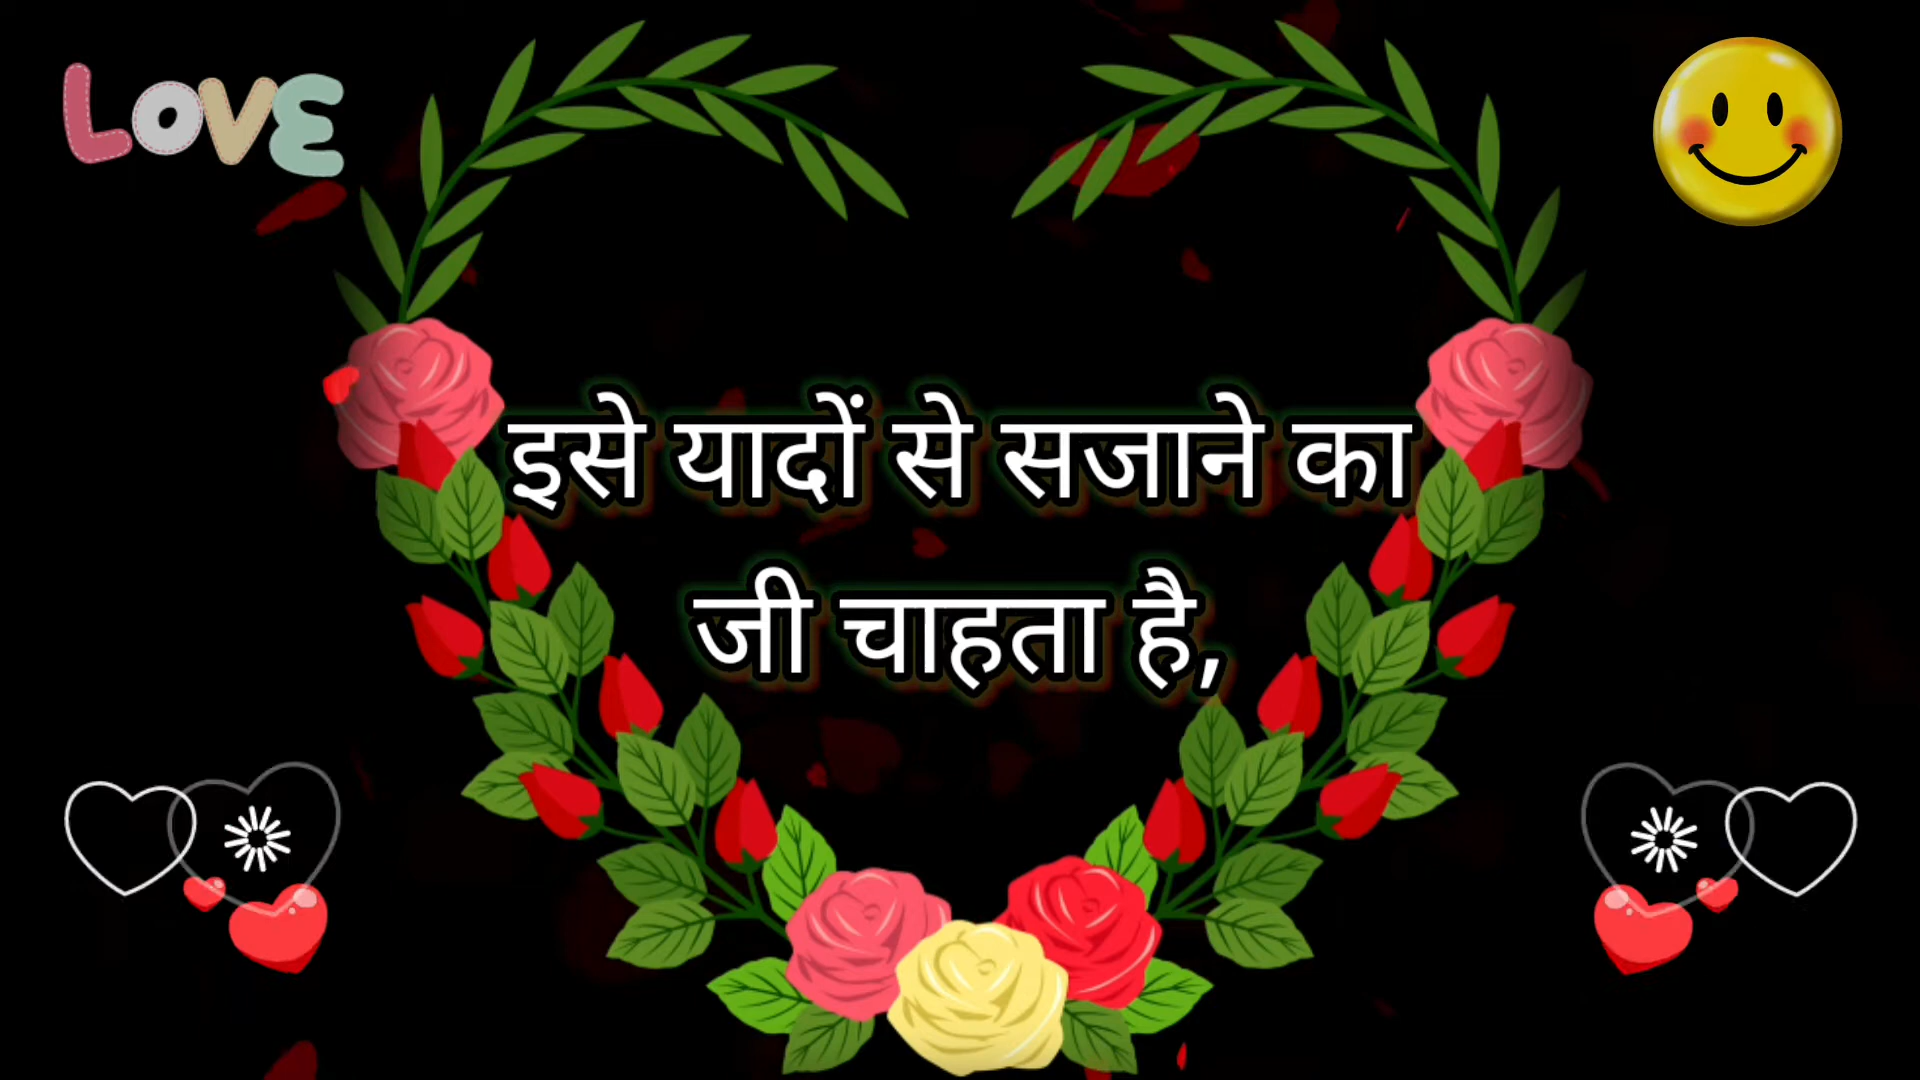 LOVE
इसे यादों से सजाने का
जी चाहता है,